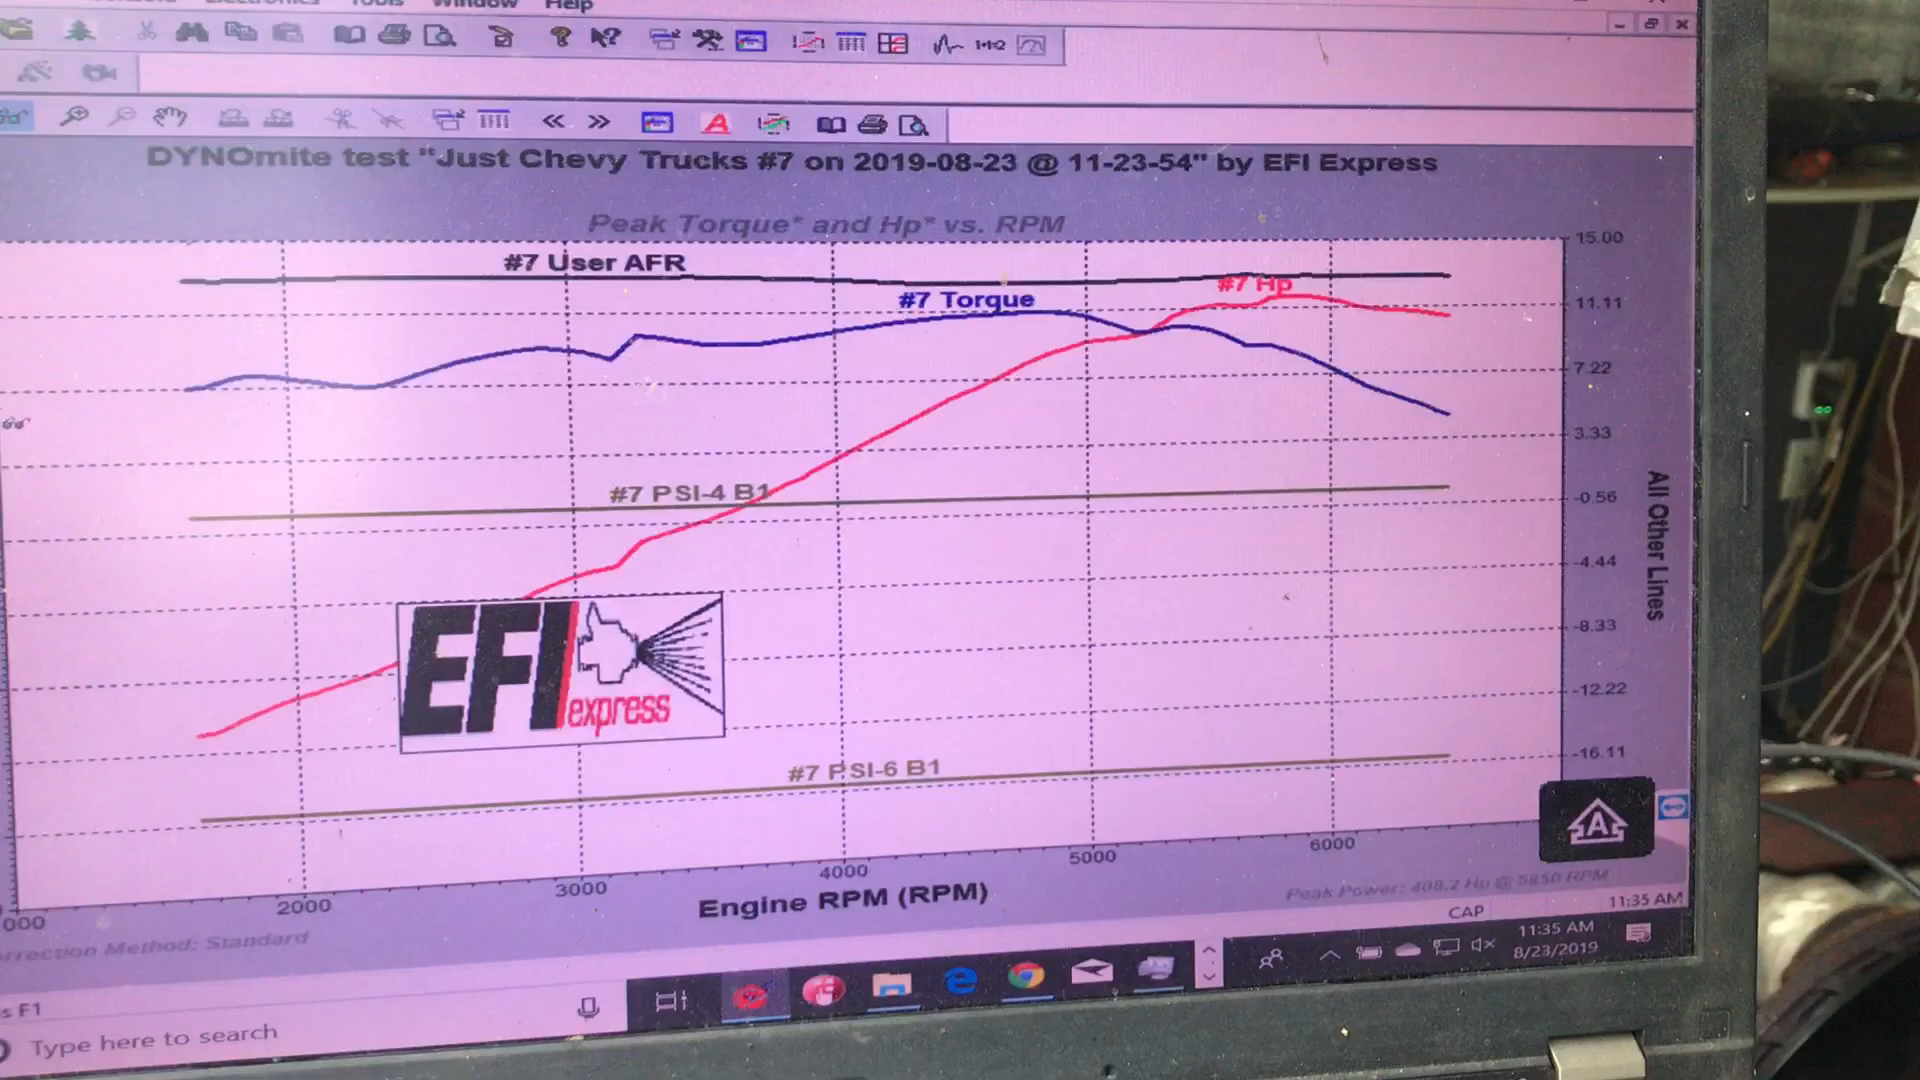 Tools Window Help
DYNOmite test "Just Chevy Trucks #7 on 2019-08-23 @ 11-23-54" by EFI Express
Peak Torque* and Hp* vs. RPM
15.00
#7 User AFR
#7 Hp
#7 Torque
11.11
7.22
3.33
#7 PSI-4 B1
-0.56
-4.44
All Other Lines
-8.33
EFI
express
-12.22
#7 PSI-6 B1
-16.11
A
000 2000 3000 4000 5000 6000
Engine RPM (RPM)
Peak Power: 408.2 Hp @ 5850 RPM
rrection Method: Standard
CAP 11:35 AM
s F1
Type here to search
11:35 AM
8/23/2019